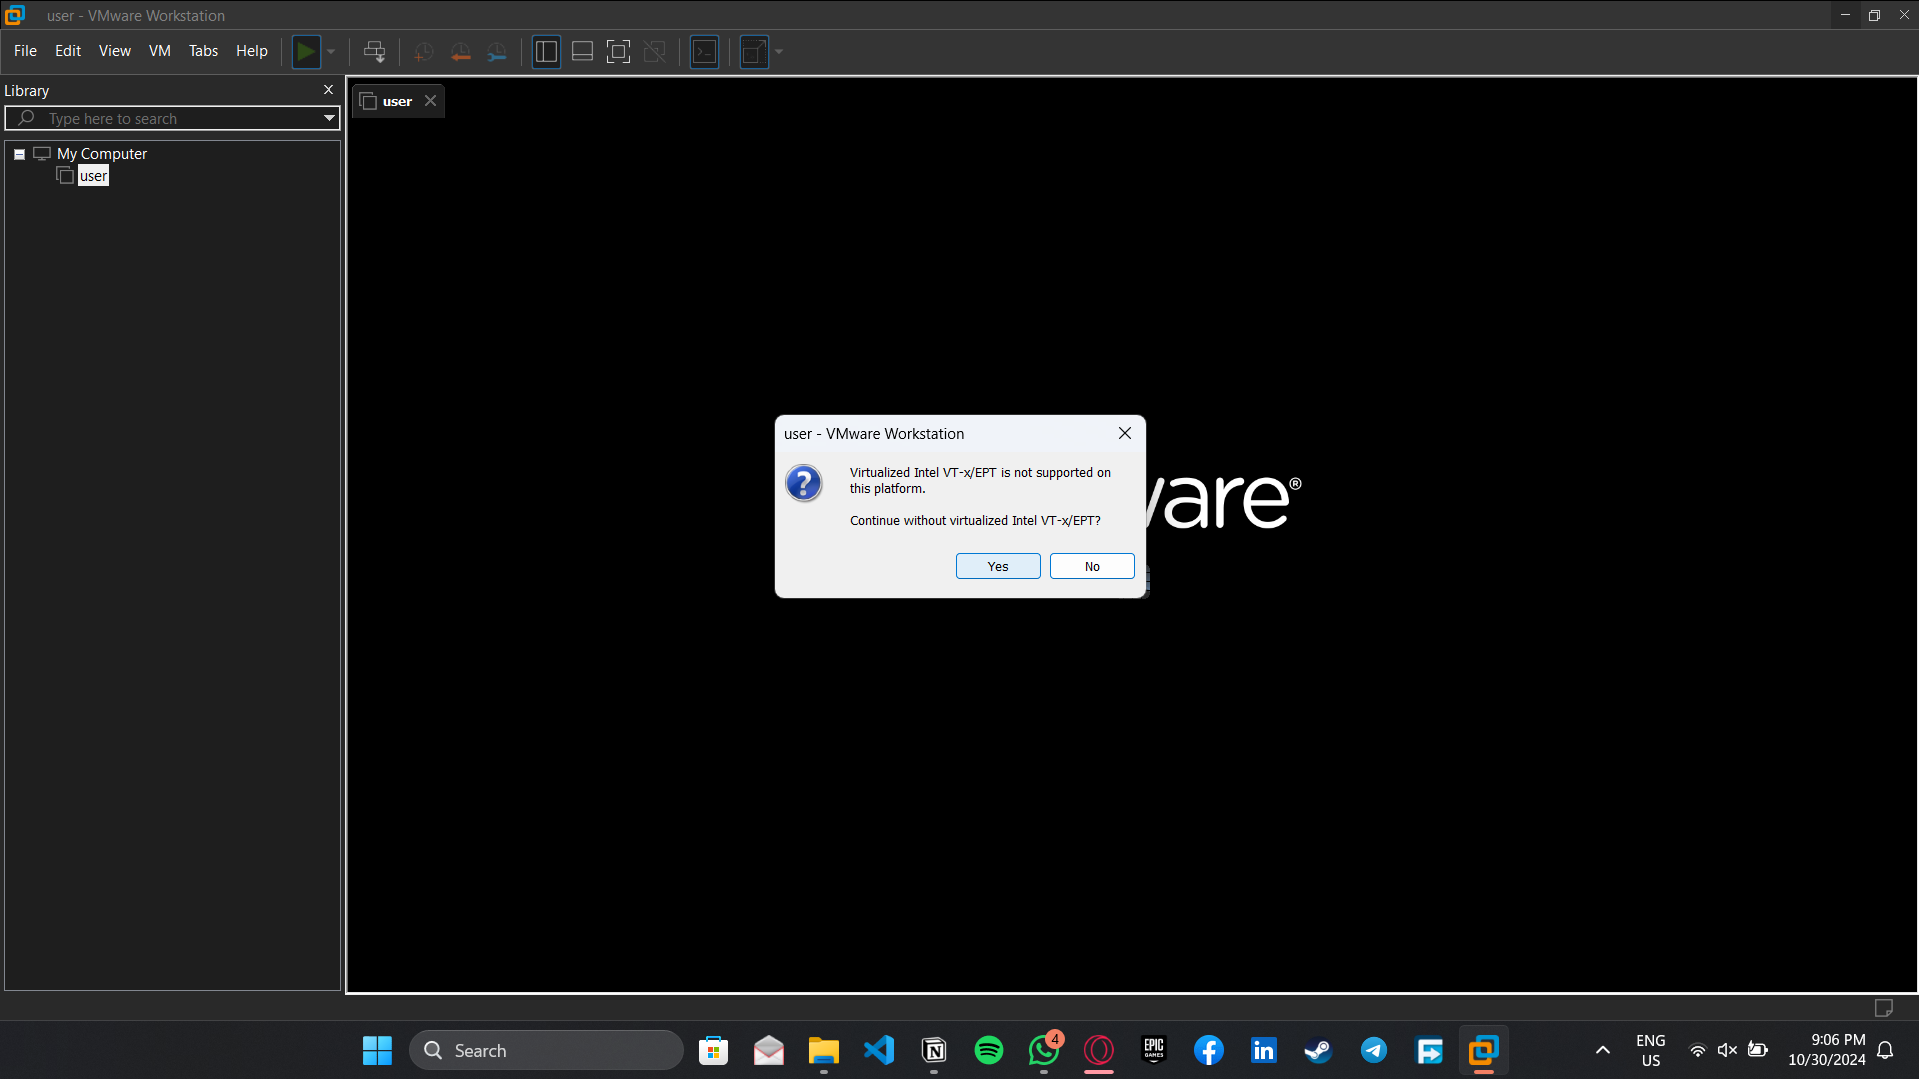 user - VMware Workstation
File Edit View VM Tabs Help
Library
Type here to search
My Computer
user
user
user - VMware Workstation
Virtualized Intel VT-x/EPT is not supported on
this platform.
Continue without virtualized Intel VT-x/EPT?
Yes No
ware®
Search
4
EPIC
GAMES
ENG
US
9:06 PM
10/30/2024